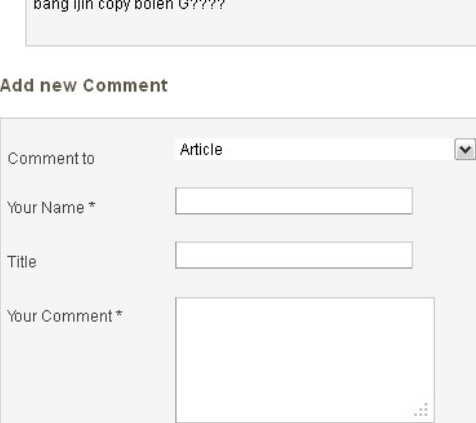 bang ijin copy boleh G????
Add new Comment
Comment to
Article
Your Name *
Title
Your Comment *